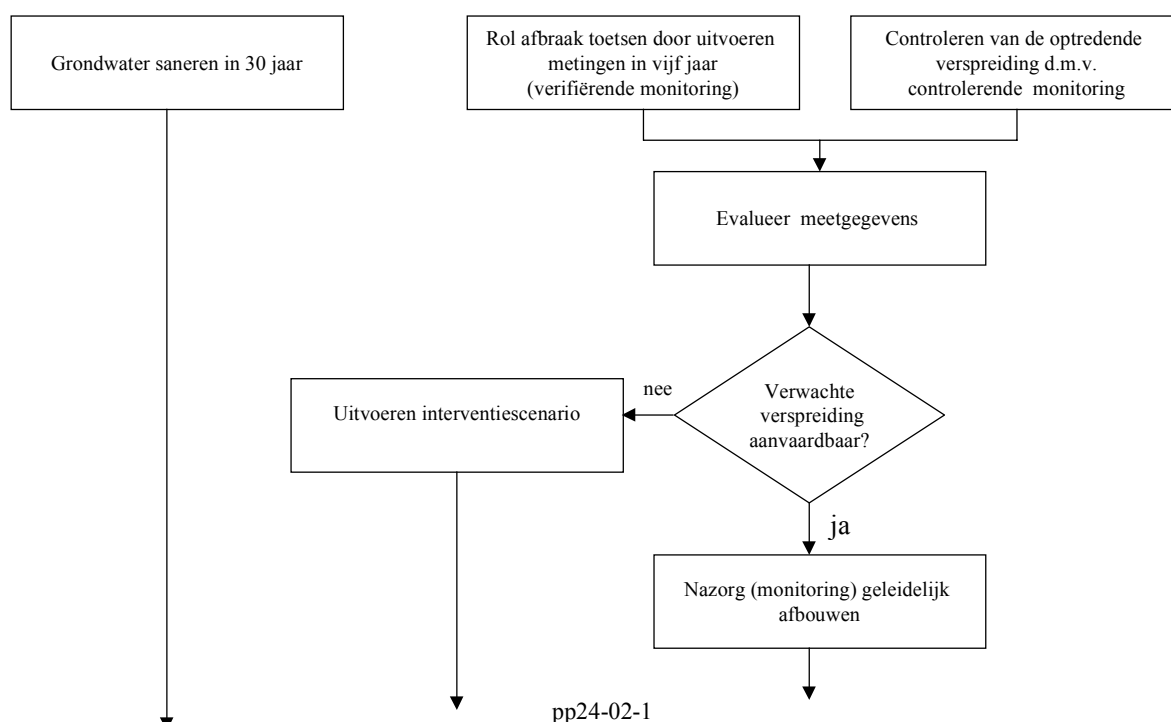 Grondwater saneren in 30 jaar
Rol afbraak toetsen door uitvoeren
metingen in vijf jaar
(verifiërende monitoring)
Controleren van de optredende
verspreiding d.m.v.
controlerende monitoring
Evalueer meetgegevens
Verwachte
verspreiding
aanvaardbaar?
nee
Uitvoeren interventiescenario
ja
Nazorg (monitoring) geleidelijk
afbouwen
pp24-02-1